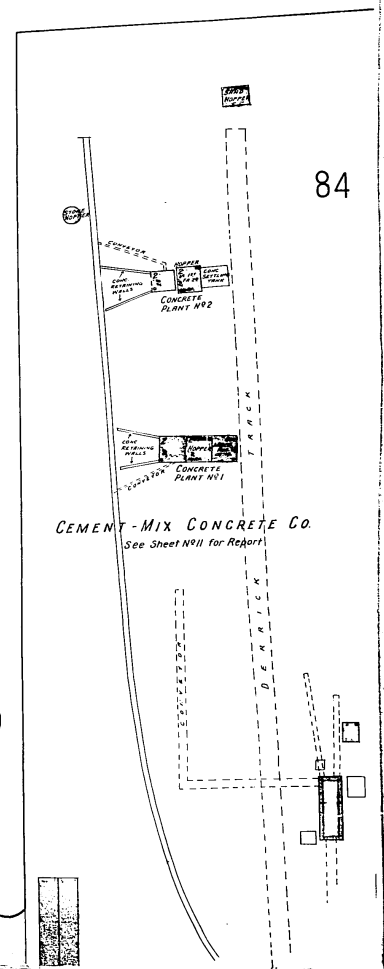 SAND
HOPPER
84
STONE
HOPPER
CONVEYOR
HOPPER
CONC
RETAINING
WALLS
CONC
SETTLING
TANK
CONCRETE
PLANT Nº2
TRACK
CONC
RETAINING
WALLS
HOPPER
CONCRETE
PLANT Nº1
CONVEYOR
CEMENT-MIX CONCRETE CO.
See Sheet Nº11 for Report
CONVEYOR
DERRICK